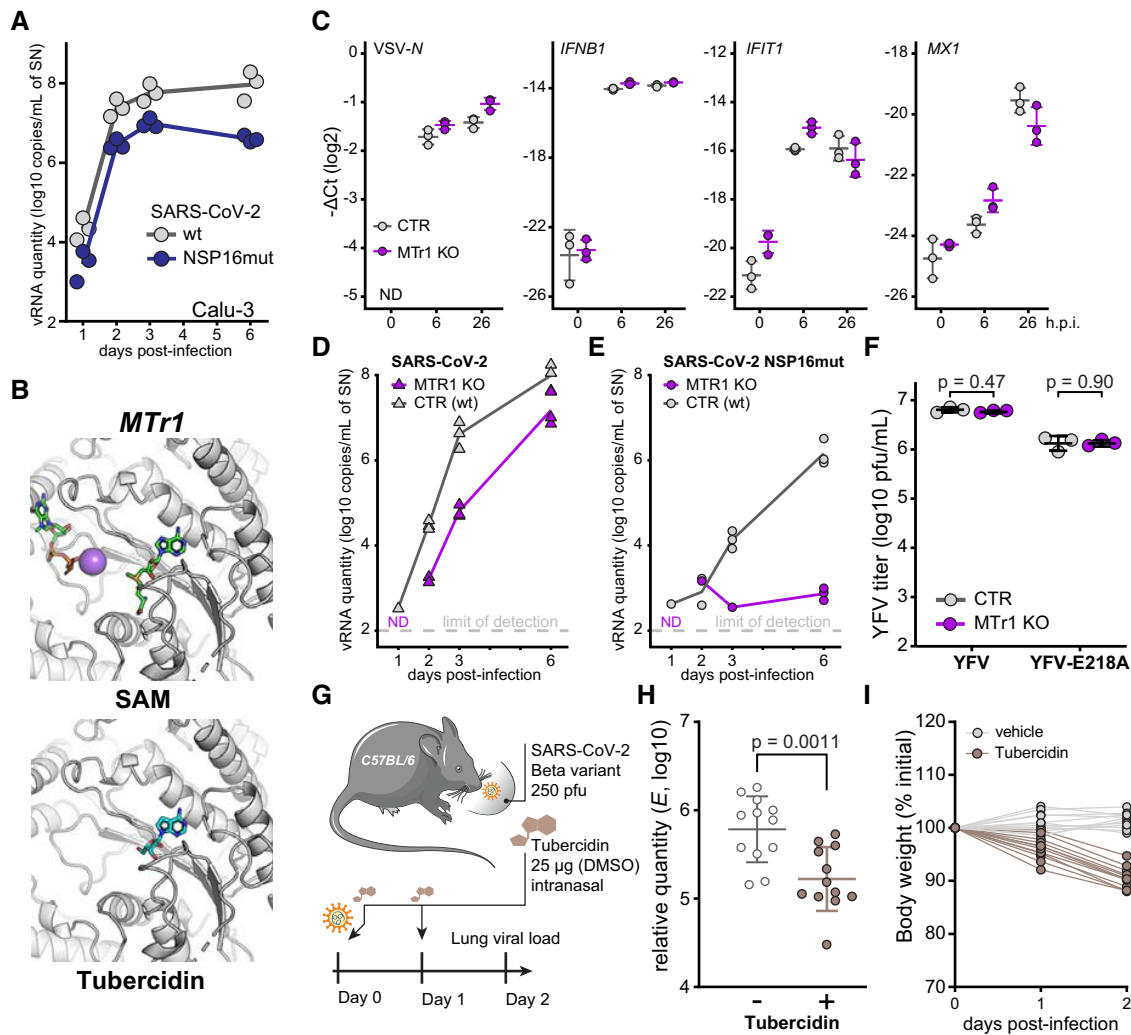 A
vRNA quantity (log10 copies/mL of SN)
8
6
4
2
SARS-CoV-2
wt
NSP16mut
Calu-3
1 2 3 4 5 6
days post-infection
B
MTr1
SAM
Tubercidin
C
-ΔCt (log2)
VSV-N
0
-1
-2
-3
-4
-5
CTR
MTr1 KO
ND
0 6 26
IFNB1
-14
-18
-22
-26
0 6 26
IFIT1
-12
-14
-16
-18
-20
-22
0 6 26
MX1
-18
-20
-22
-24
-26
0 6 26
h.p.i.
D
SARS-CoV-2
MTR1 KO
CTR (wt)
vRNA quantity (log10 copies/mL of SN)
8
6
4
2
ND
limit of detection
1 2 3 6
days post-infection
E
SARS-CoV-2 NSP16mut
MTR1 KO
CTR (wt)
vRNA quantity (log10 copies/mL of SN)
8
6
4
2
ND
limit of detection
1 2 3 6
days post-infection
F
p = 0.47
p = 0.90
YFV titer (log10 pfu/mL)
7
6
5
4
3
2
CTR
MTr1 KO
YFV
YFV-E218A
G
C57BL/6
SARS-CoV-2
Beta variant
250 pfu
Tubercidin
25 µg (DMSO)
intranasal
Lung viral load
Day 0
Day 1
Day 2
H
relative quantity (E, log10)
7
6
5
4
p = 0.0011
- +
Tubercidin
I
Body weight (% initial)
120
110
100
90
80
70
vehicle
Tubercidin
0 1 2
days post-infection